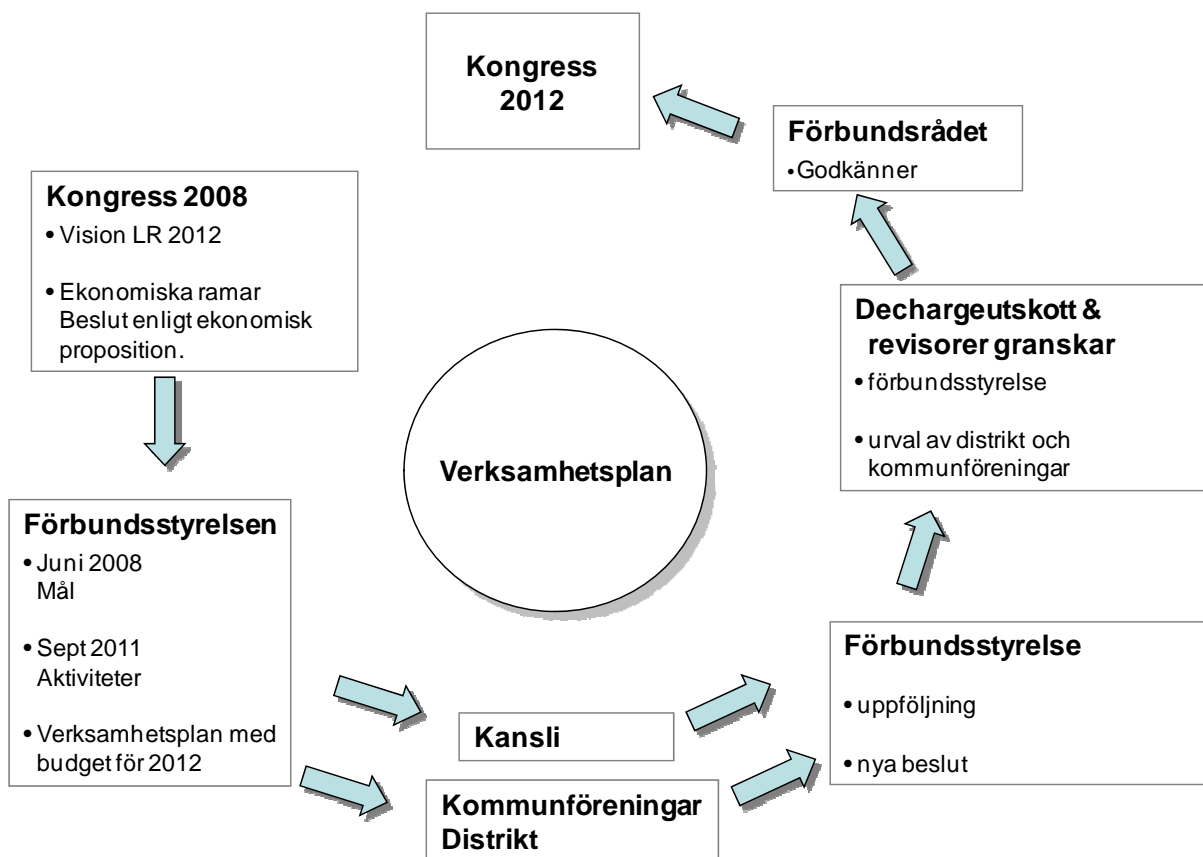 Kongress
2012
Förbundsrådet
• Godkänner
Kongress 2008
• Vision LR 2012
• Ekonomiska ramar
Beslut enligt ekonomisk
proposition.
Dechargeutskott &
revisorer granskar
• förbundsstyrelse
• urval av distrikt och
kommunföreningar
Verksamhetsplan
Förbundsstyrelsen
• Juni 2008
Mål
• Sept 2011
Aktiviteter
• Verksamhetsplan med
budget för 2012
Kansli
Kommunföreningar
Distrikt
Förbundsstyrelse
• uppföljning
• nya beslut